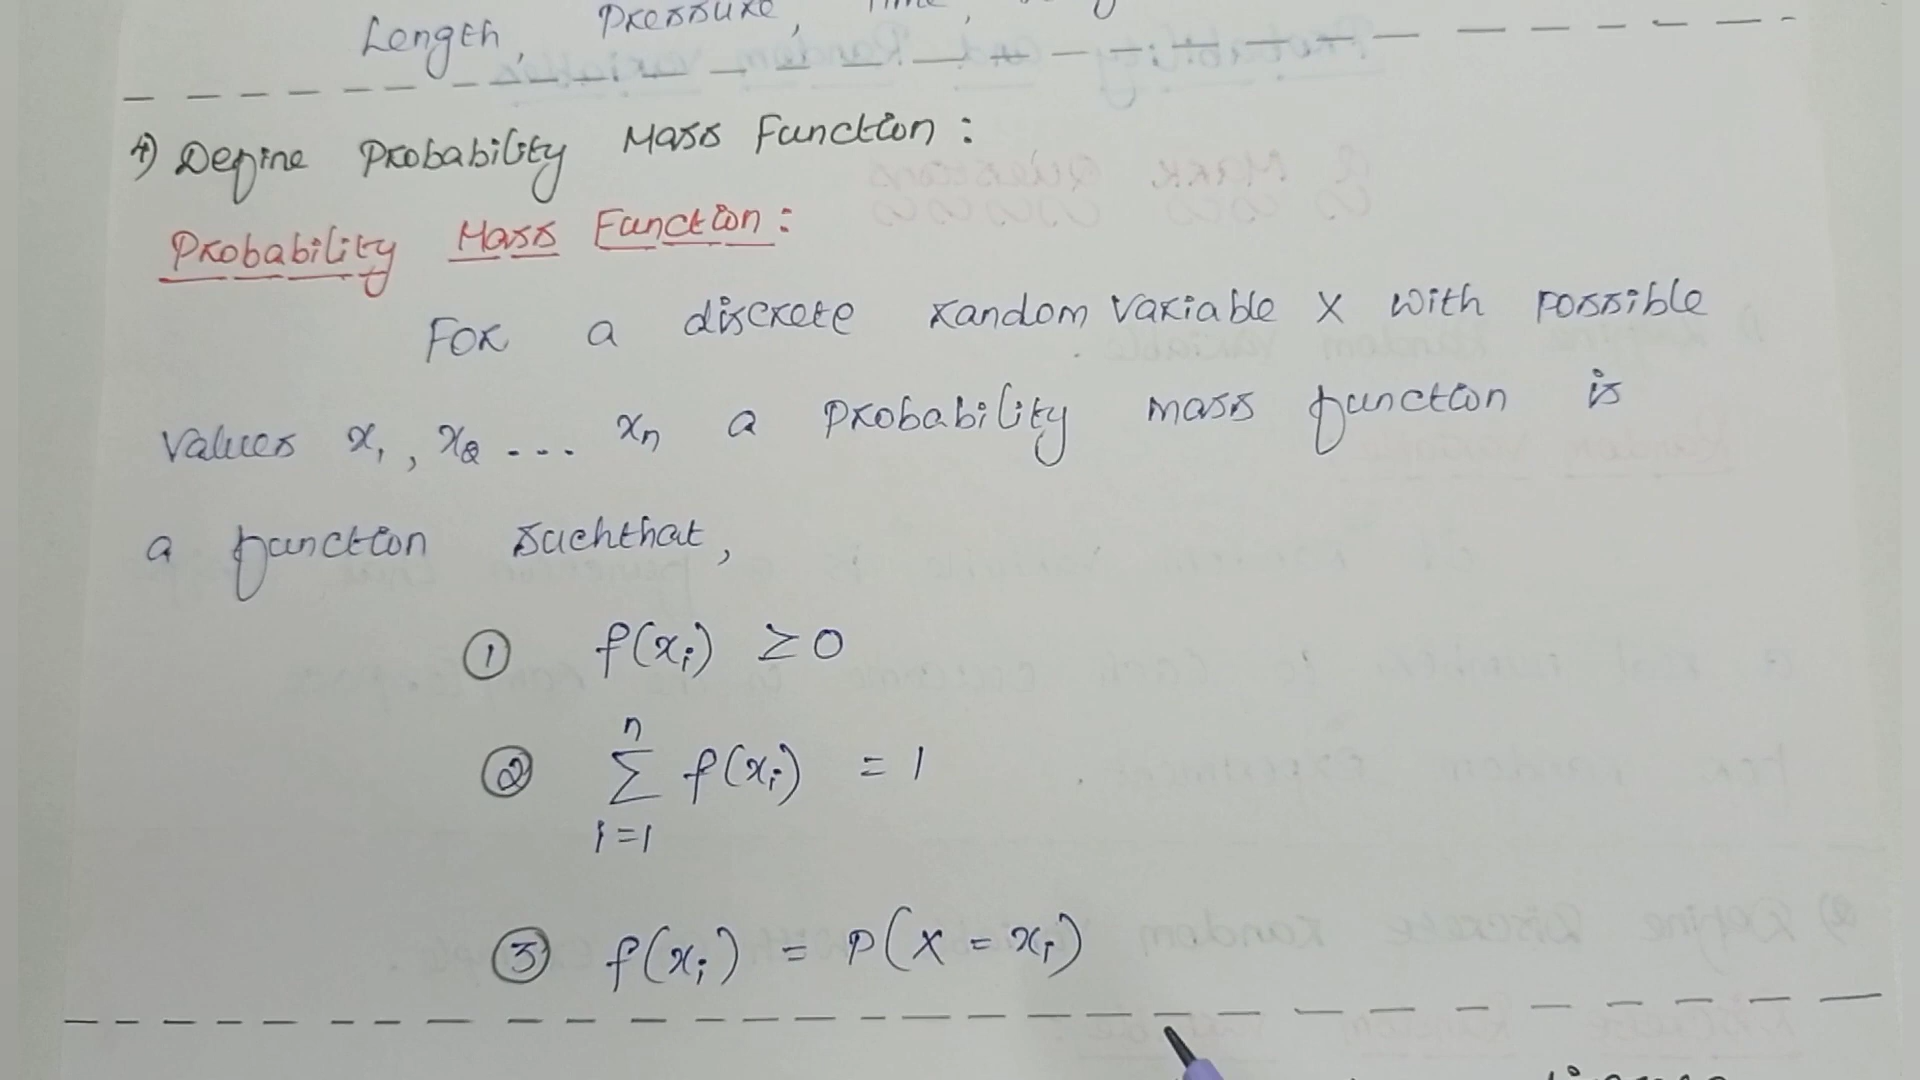 Length, Pressure,
4) Define Probability Mass Function :
Probability Mass Function :
For a discrete random variable X with possible
values x₁, x₂ ... xₙ a probability mass function is
a function suchthat,
① f(xᵢ) ≥ 0
② n∑i=1 f(xᵢ) = 1
③ f(xᵢ) = P(X = xᵢ)